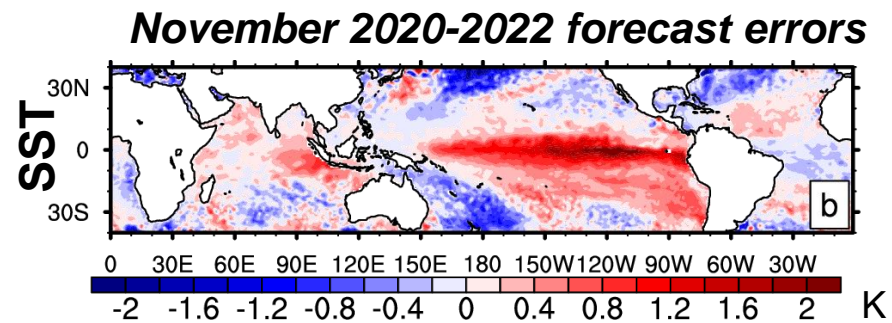 November 2020-2022 forecast errors
SST
30N
0
30S
b
0 30E 60E 90E 120E 150E 180 150W 120W 90W 60W 30W
-2 -1.6 -1.2 -0.8 -0.4 0 0.4 0.8 1.2 1.6 2 K